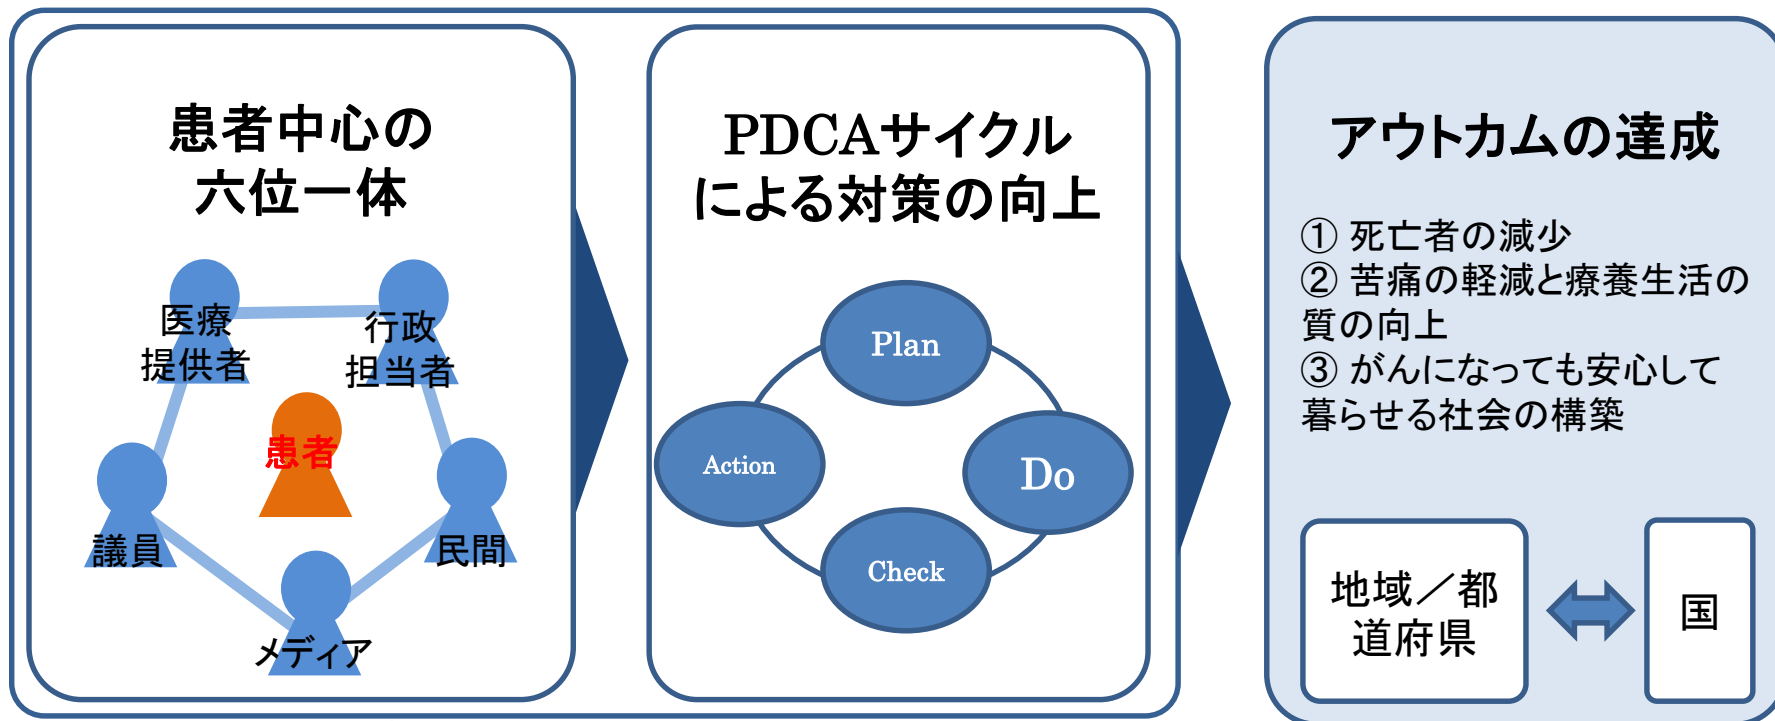 患者中心の
六位一体
医療
提供者
行政
担当者
患者
議員
民間
メディア
PDCAサイクル
による対策の向上
Plan
Action
Do
Check
アウトカムの達成
① 死亡者の減少
② 苦痛の軽減と療養生活の
質の向上
③ がんになっても安心して
暮らせる社会の構築
地域／都
道府県
国